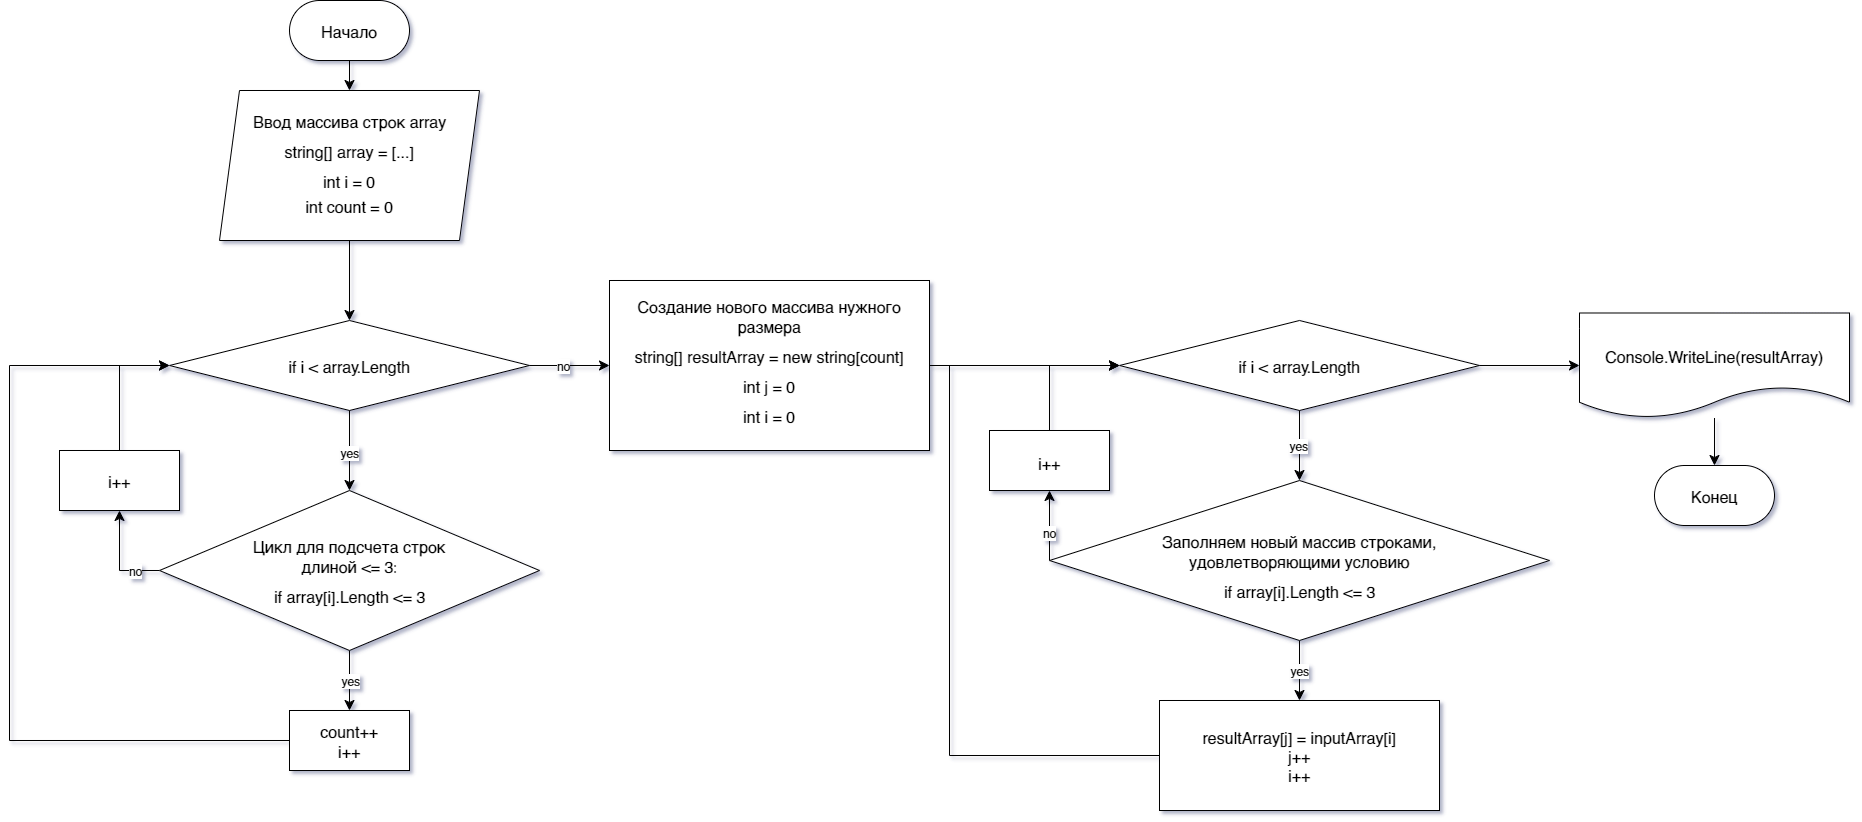 Начало
Ввод массива строк array
string[] array = [...]
int i = 0
int count = 0
if i < array.Length
no
yes
i++
Цикл для подсчета строк
длиной <= 3:
if array[i].Length <= 3
no
yes
count++
i++
Создание нового массива нужного
размера
string[] resultArray = new string[count]
int j = 0
int i = 0
if i < array.Length
yes
i++
no
Заполняем новый массив строками,
удовлетворяющими условию
if array[i].Length <= 3
yes
resultArray[j] = inputArray[i]
j++
i++
Console.WriteLine(resultArray)
Конец